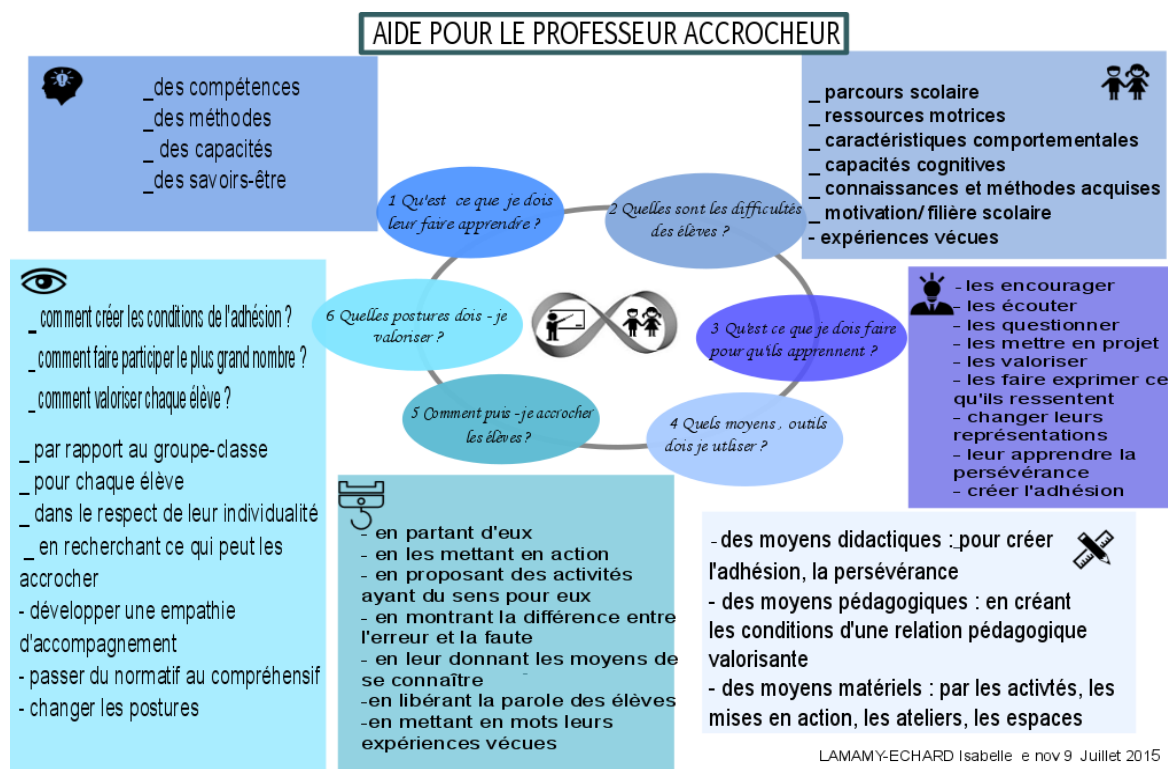 AIDE POUR LE PROFESSEUR ACCROCHEUR
_des compétences
_des méthodes
_ des capacités
_des savoirs-être
_ parcours scolaire
_ ressources motrices
_ caractéristiques comportementales
_ capacités cognitives
_ connaissances et méthodes acquises
_ motivation/ filière scolaire
- expériences vécues
1 Qu'est ce que je dois
leur faire apprendre ?
2 Quelles sont les difficultés
des élèves ?
3 Qu'est ce que je dois faire
pour qu'ils apprennent ?
4 Quels moyens , outils
dois je utliser ?
5 Comment puis - je accrocher
les élèves ?
6 Quelles postures dois - je
valoriser ?
- les encourager
- les écouter
- les questionner
- les mettre en projet
- les valoriser
- les faire exprimer ce
qu'ils ressentent
- changer leurs
représentations
- leur apprendre la
persévérance
- créer l'adhésion
_ comment créer les conditions de l'adhésion ?
_ comment faire participer le plus grand nombre ?
_ comment valoriser chaque élève ?
_ par rapport au groupe-classe
_ pour chaque élève
_ dans le respect de leur individualité
_ en recherchant ce qui peut les
accrocher
- développer une empathie
d'accompagnement
- passer du normatif au compréhensif
- changer les postures
- en partant d'eux
- en les mettant en action
- en proposant des activités
ayant du sens pour eux
- en montrant la différence entre
l'erreur et la faute
- en leur donnant les moyens de
se connaître
-en libérant la parole des élèves
-en mettant en mots leurs
expériences vécues
- des moyens didactiques : pour créer
l'adhésion, la persévérance
- des moyens pédagogiques : en créant
les conditions d'une relation pédagogique
valorisante
- des moyens matériels : par les activtés, les
mises en action, les ateliers, les espaces
LAMAMY-ECHARD Isabelle e nov 9 Juillet 2015